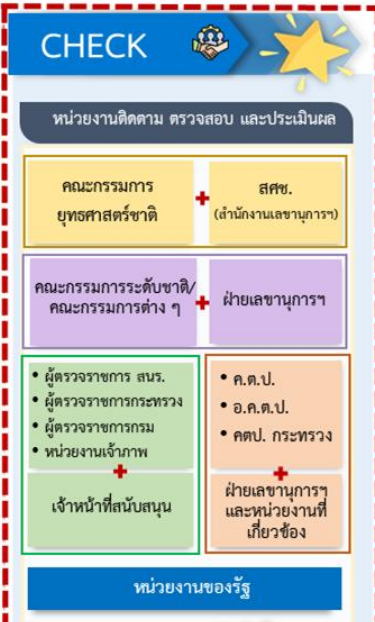 CHECK
หน่วยงานติดตาม ตรวจสอบ และประเมินผล
คณะกรรมการ
ยุทธศาสตร์ชาติ
+
สศช.
(สำนักงานเลขานุการฯ)
คณะกรรมการระดับชาติ/
คณะกรรมการต่าง ๆ
+
ฝ่ายเลขานุการฯ
• ผู้ตรวจราชการ สนร.
• ผู้ตรวจราชการกระทรวง
• ผู้ตรวจราชการกรม
• หน่วยงานเจ้าภาพ
+
เจ้าหน้าที่สนับสนุน
• ค.ต.ป.
• อ.ค.ต.ป.
• คตป. กระทรวง
+
ฝ่ายเลขานุการฯ
และหน่วยงานที่
เกี่ยวข้อง
หน่วยงานของรัฐ